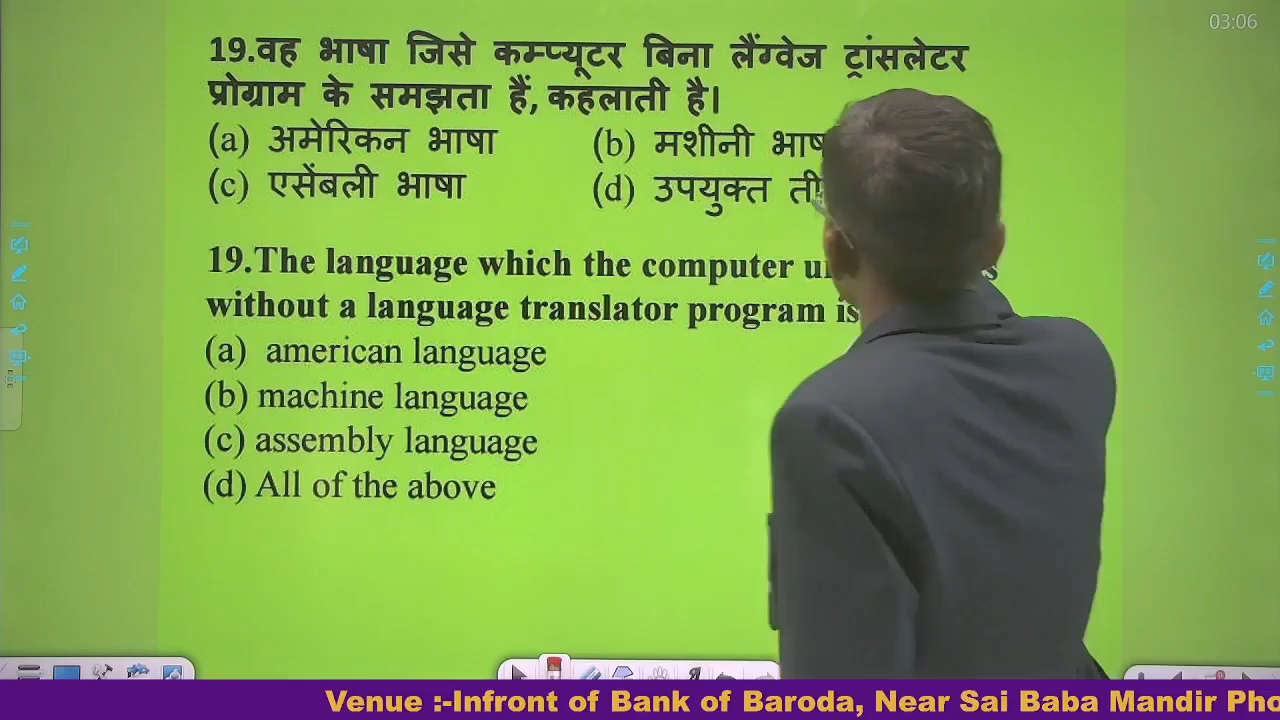 03:06
19.वह भाषा जिसे कम्प्यूटर बिना लैंग्वेज ट्रांसलेटर
प्रोग्राम के समझता हैं, कहलाती है।
(a) अमेरिकन भाषा (b) मशीनी
(c) एसेंबली भाषा (d) उपयुक्त
19.The language which the computer
without a language translator program is
(a) american language
(b) machine language
(c) assembly language
(d) All of the above
Venue :-Infront of Bank of Baroda, Near Sai Baba Mandir